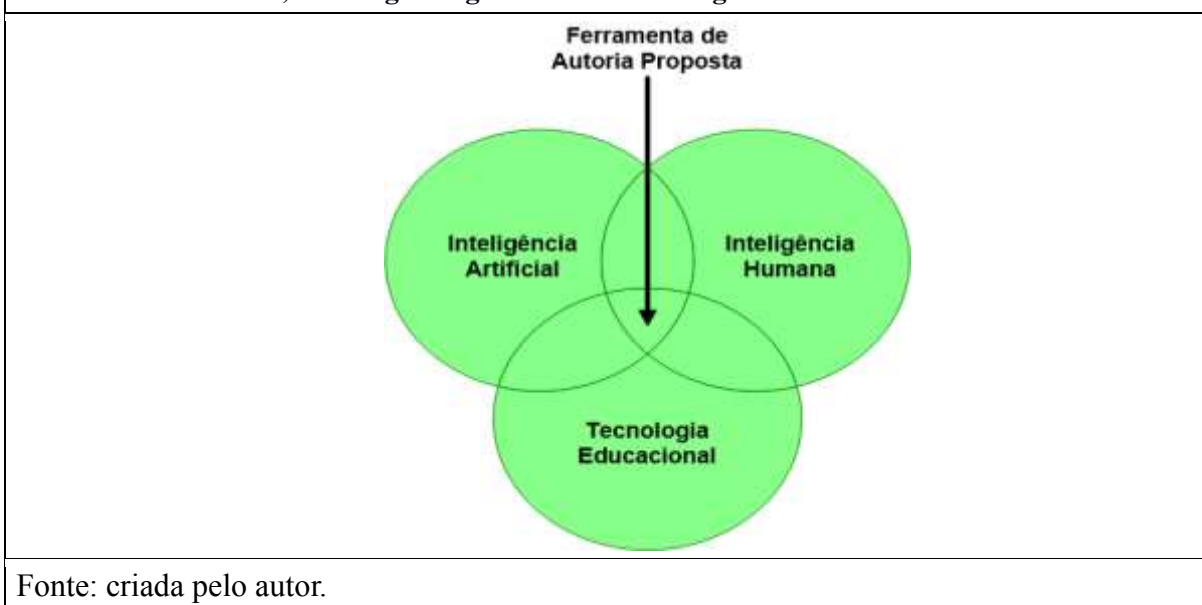 Ferramenta de
Autoria Proposta
Inteligência
Artificial
Inteligência
Humana
Tecnologia
Educacional
Fonte: criada pelo autor.